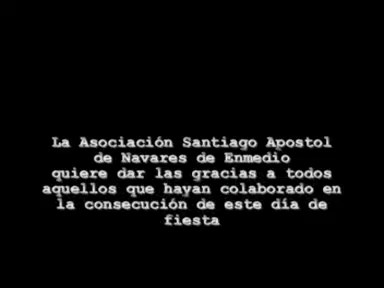 La Asociación Santiago Apostol
de Navares de Enmedio
quiere dar las gracias a todos
aquellos que hayan colaborado en
la consecución de este día de
fiesta